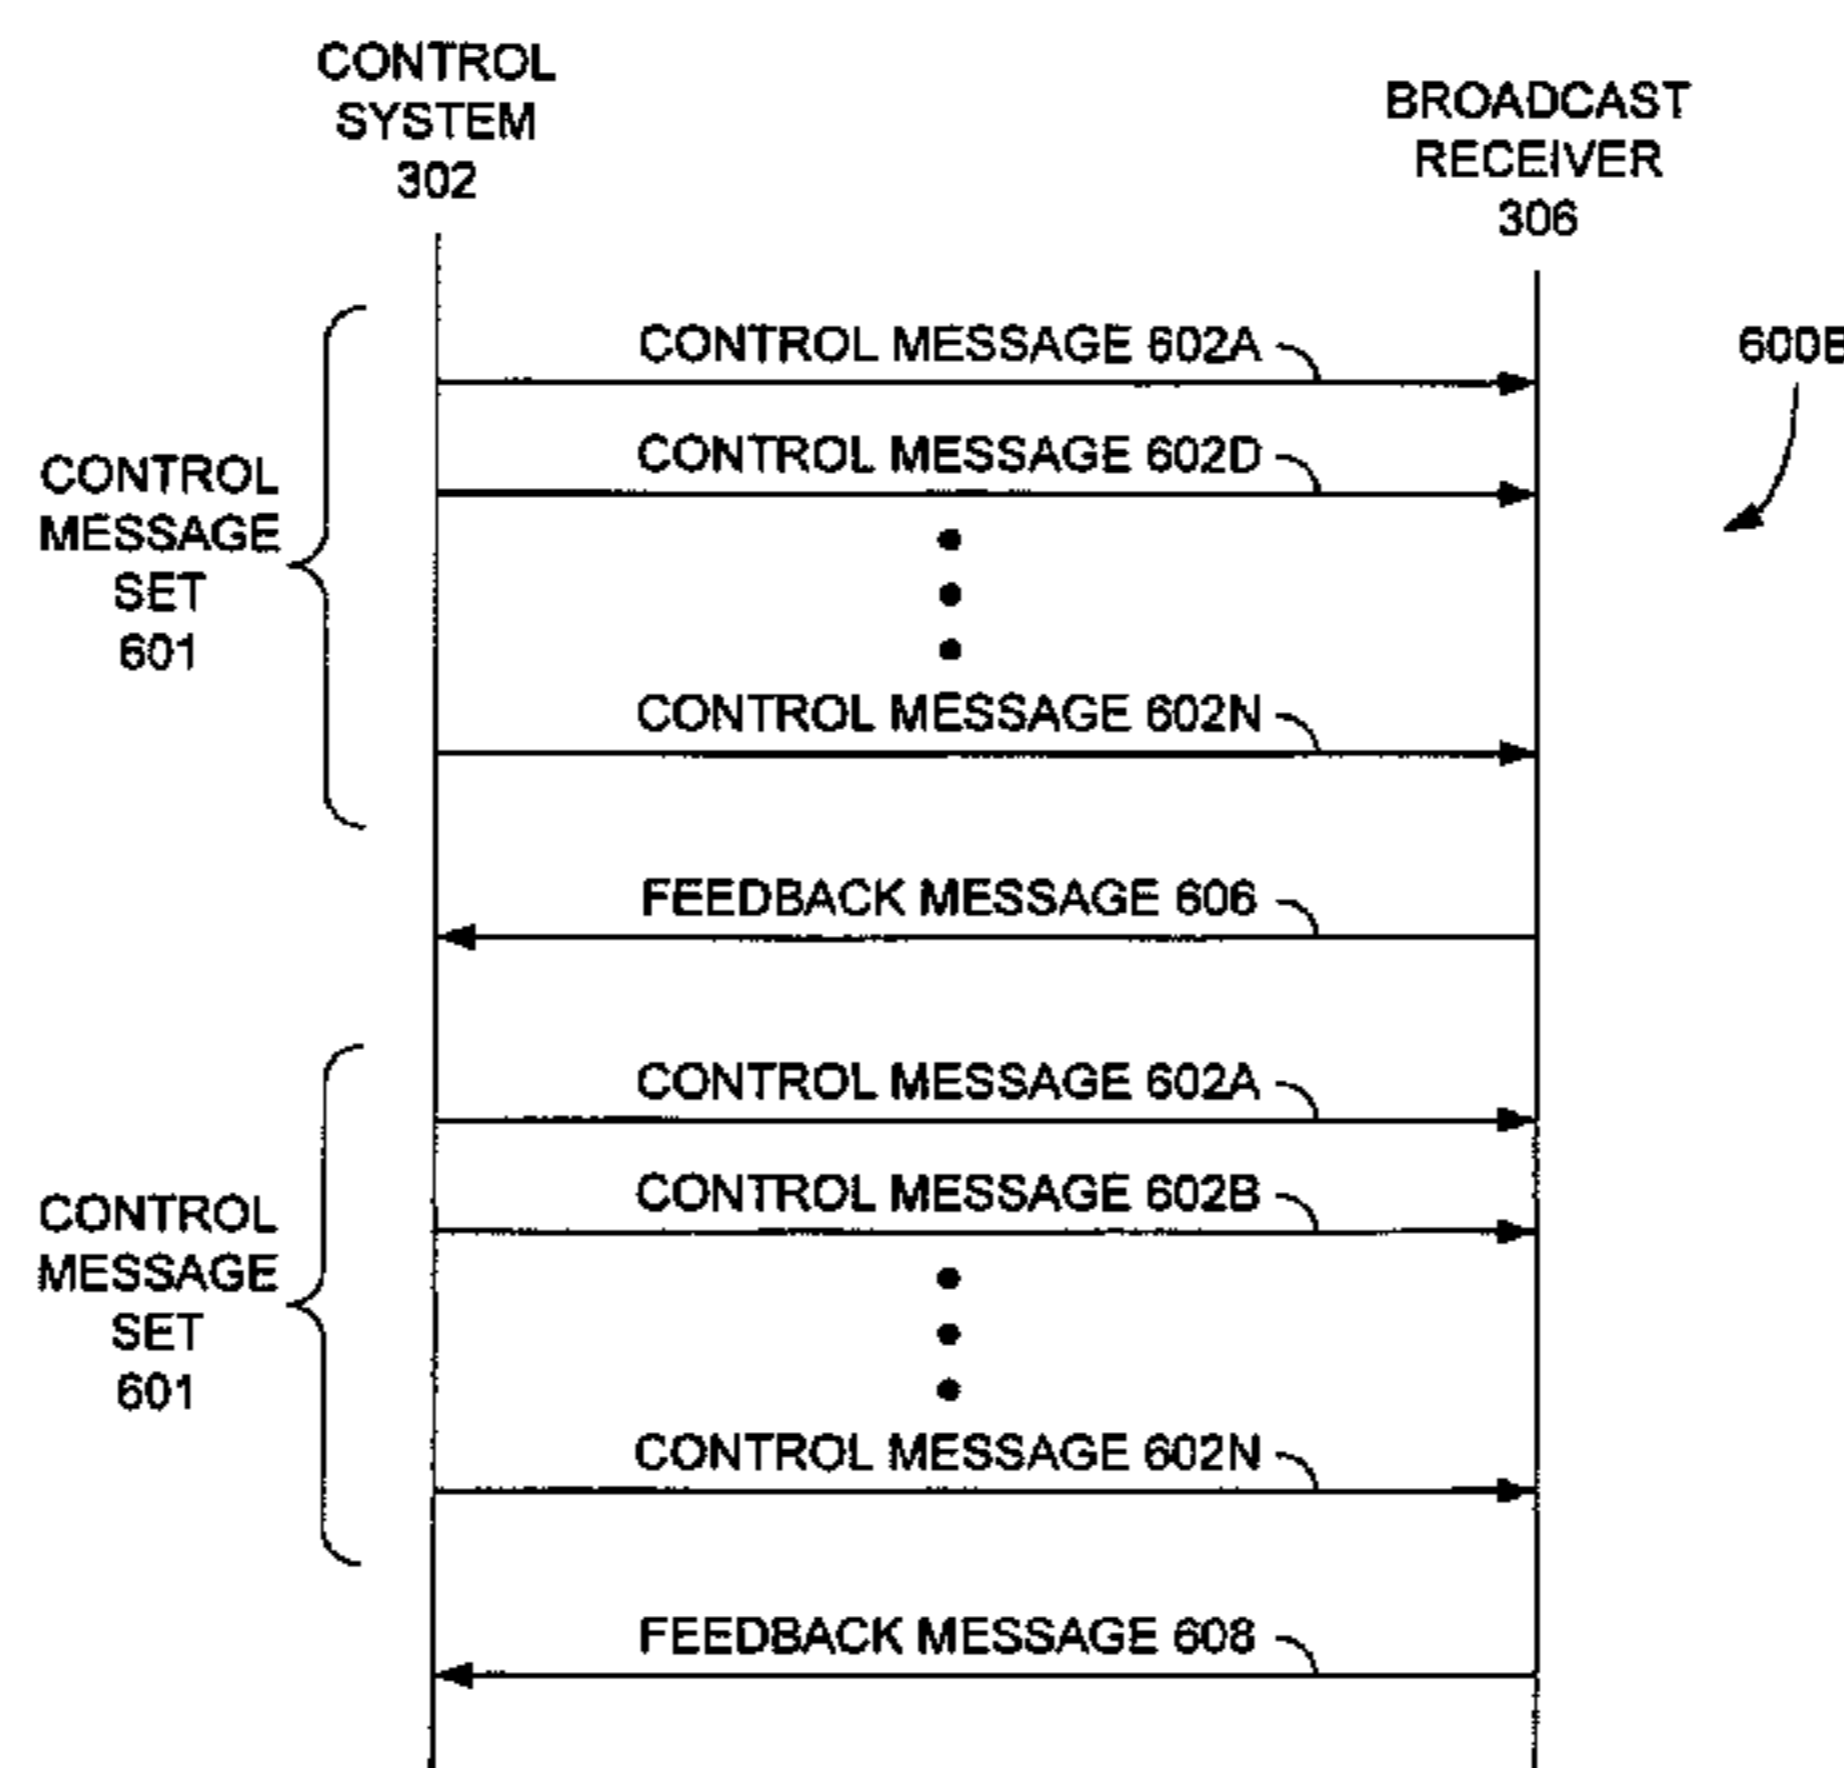 CONTROL
SYSTEM
302
BROADCAST
RECEIVER
306
600B
CONTROL MESSAGE 602A
CONTROL MESSAGE 602D
CONTROL
MESSAGE
SET
601
CONTROL MESSAGE 602N
FEEDBACK MESSAGE 606
CONTROL MESSAGE 602A
CONTROL MESSAGE 602B
CONTROL
MESSAGE
SET
601
CONTROL MESSAGE 602N
FEEDBACK MESSAGE 608